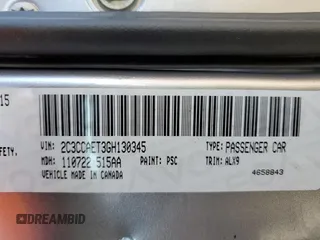 15
FETY.
VIN: 2C3CCAET3GH130345 TYPE: PASSENGER CAR
MDH: 110722 515AA PAINT: PSC TRIM: ALX9
VEHICLE MADE IN CANADA 4658843
DREAMBID